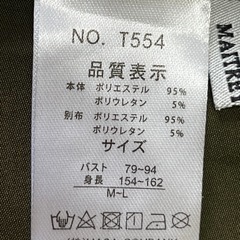 NO. T554
品質表示
本体 ポリエステル 95%
ポリウレタン 5%
別布 ポリエステル 95%
ポリウレタン 5%
サイズ
バスト 79~94
身長 154~162
M~L